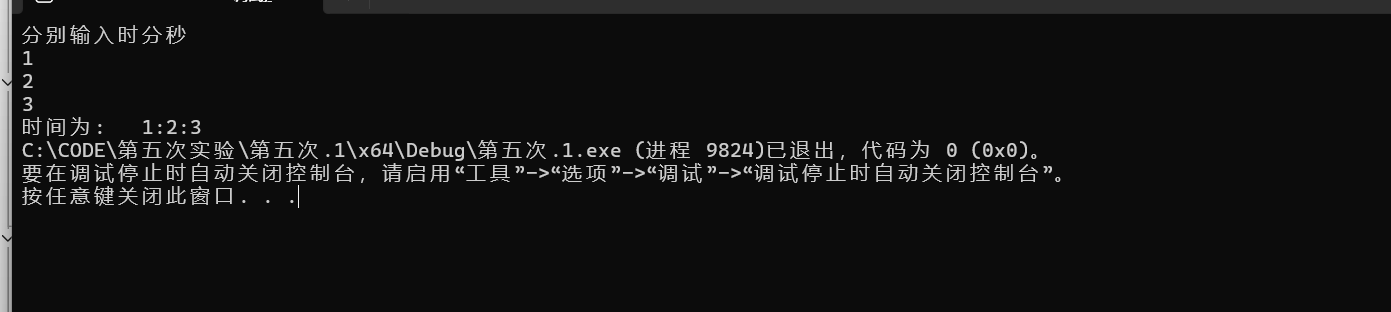 分别输入时分秒
1
2
3
时间为:  1:2:3
C:\CODE\第五次实验\第五次.1\x64\Debug\第五次.1.exe (进程 9824)已退出，代码为 0 (0x0)。
要在调试停止时自动关闭控制台，请启用“工具”->“选项”->“调试”->“调试停止时自动关闭控制台”。
按任意键关闭此窗口. . .